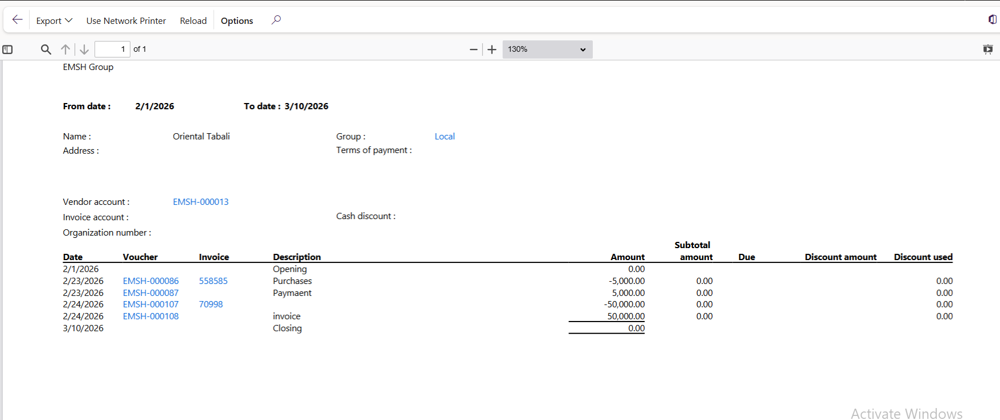 Export Use Network Printer Reload Options
1 of 1 130%
EMSH Group
From date : 2/1/2026 To date : 3/10/2026
Name : Oriental Tabali Group : Local
Address : Terms of payment :
Vendor account : EMSH-000013
Invoice account : Cash discount :
Organization number :
Subtotal
Date Voucher Invoice Description Amount amount Due Discount amount Discount used
2/1/2026 Opening 0.00
2/23/2026 EMSH-000086 558585 Purchases -5,000.00 0.00 0.00
2/23/2026 EMSH-000087 Paymaent 5,000.00 0.00 0.00
2/24/2026 EMSH-000107 70998 -50,000.00 0.00 0.00
2/24/2026 EMSH-000108 invoice 50,000.00 0.00 0.00
3/10/2026 Closing 0.00
Activate Windows